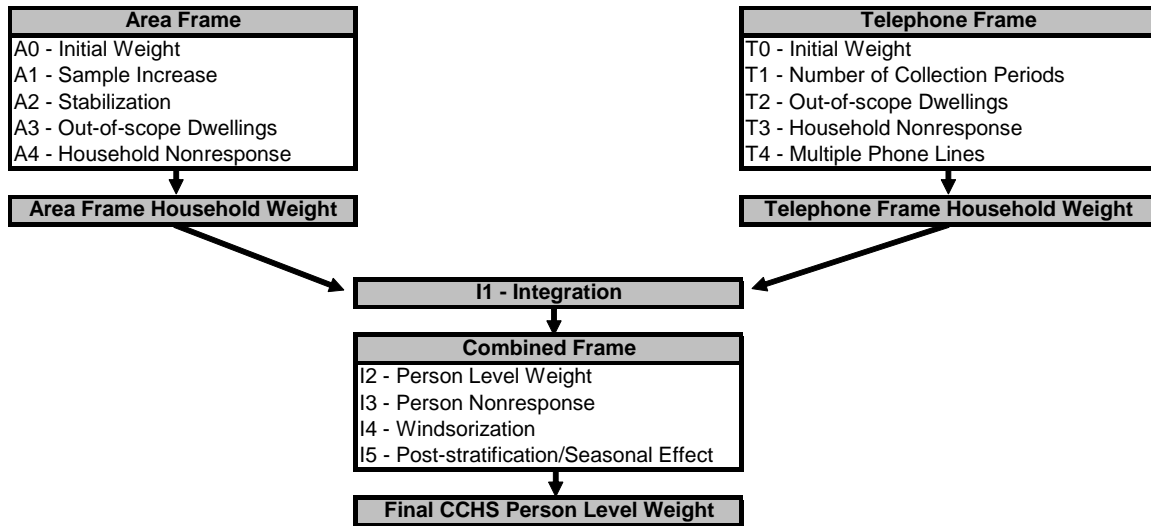 Area Frame
A0 - Initial Weight
A1 - Sample Increase
A2 - Stabilization
A3 - Out-of-scope Dwellings
A4 - Household Nonresponse
Area Frame Household Weight
Telephone Frame
T0 - Initial Weight
T1 - Number of Collection Periods
T2 - Out-of-scope Dwellings
T3 - Household Nonresponse
T4 - Multiple Phone Lines
Telephone Frame Household Weight
I1 - Integration
Combined Frame
I2 - Person Level Weight
I3 - Person Nonresponse
I4 - Windsorization
I5 - Post-stratification/Seasonal Effect
Final CCHS Person Level Weight